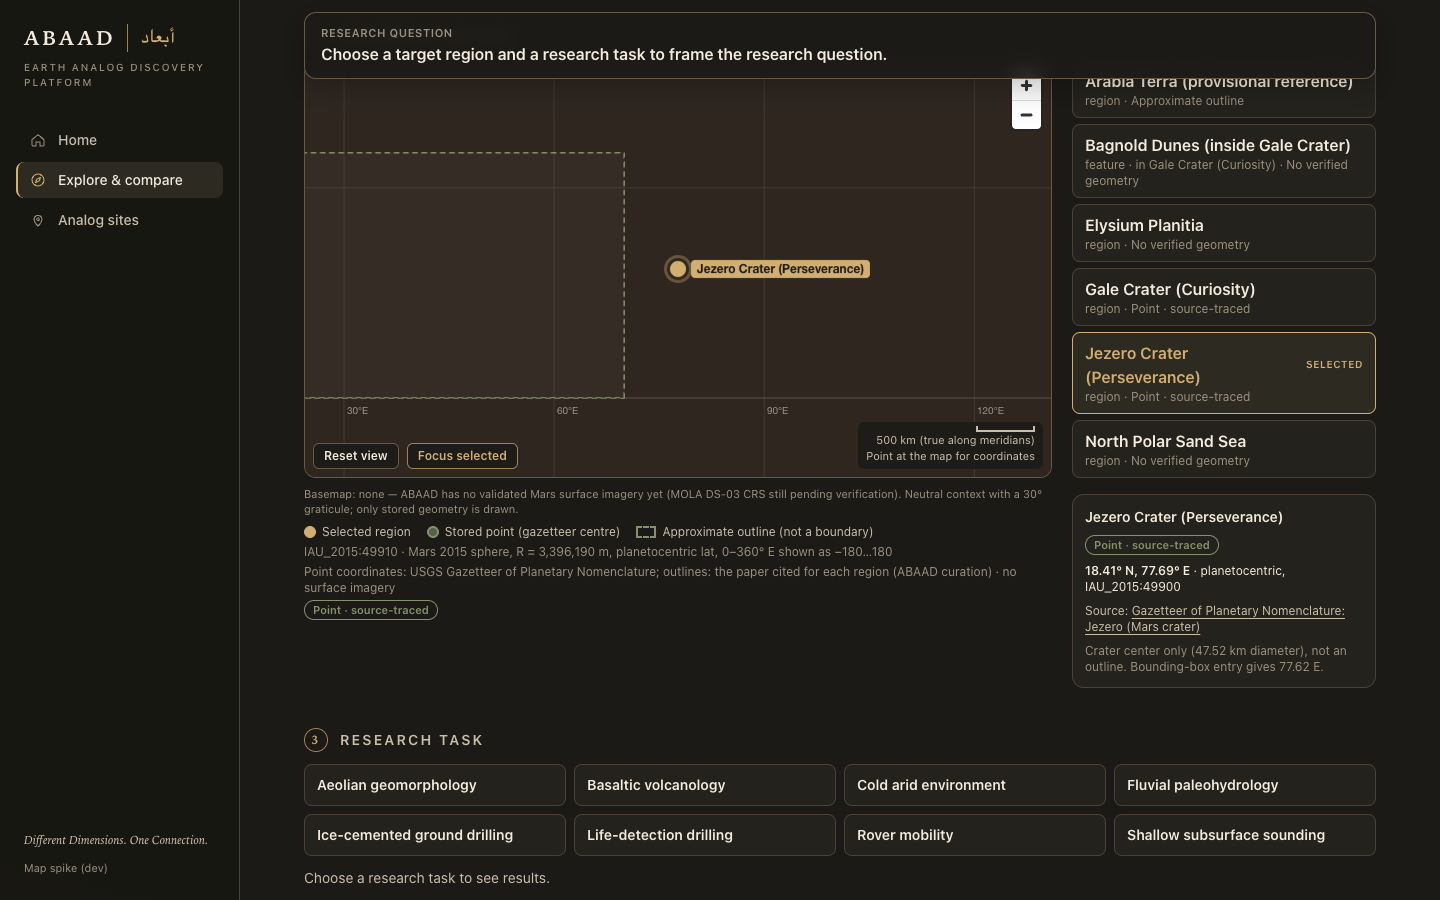 ABAAD
أبعاد
EARTH ANALOG DISCOVERY
PLATFORM
Home
Explore & compare
Analog sites
Different Dimensions. One Connection.
Map spike (dev)
RESEARCH QUESTION
Choose a target region and a research task to frame the research question.
+
−
Jezero Crater (Perseverance)
30°E
60°E
90°E
120°E
Reset view
Focus selected
500 km (true along meridians)
Point at the map for coordinates
Basemap: none — ABAAD has no validated Mars surface imagery yet (MOLA DS-03 CRS still pending verification). Neutral context with a 30°
graticule; only stored geometry is drawn.
Selected region
Stored point (gazetteer centre)
Approximate outline (not a boundary)
IAU_2015:49910 · Mars 2015 sphere, R = 3,396,190 m, planetocentric lat, 0–360° E shown as −180…180
Point coordinates: USGS Gazetteer of Planetary Nomenclature; outlines: the paper cited for each region (ABAAD curation) · no
surface imagery
Point · source-traced
Arabia Terra (provisional reference)
region · Approximate outline
Bagnold Dunes (inside Gale Crater)
feature · in Gale Crater (Curiosity) · No verified
geometry
Elysium Planitia
region · No verified geometry
Gale Crater (Curiosity)
region · Point · source-traced
Jezero Crater
(Perseverance)
SELECTED
region · Point · source-traced
North Polar Sand Sea
region · No verified geometry
Jezero Crater (Perseverance)
Point · source-traced
18.41° N, 77.69° E · planetocentric,
IAU_2015:49900
Source: Gazetteer of Planetary Nomenclature:
Jezero (Mars crater)
Crater center only (47.52 km diameter), not an
outline. Bounding-box entry gives 77.62 E.
3
RESEARCH TASK
Aeolian geomorphology
Basaltic volcanology
Cold arid environment
Fluvial paleohydrology
Ice-cemented ground drilling
Life-detection drilling
Rover mobility
Shallow subsurface sounding
Choose a research task to see results.